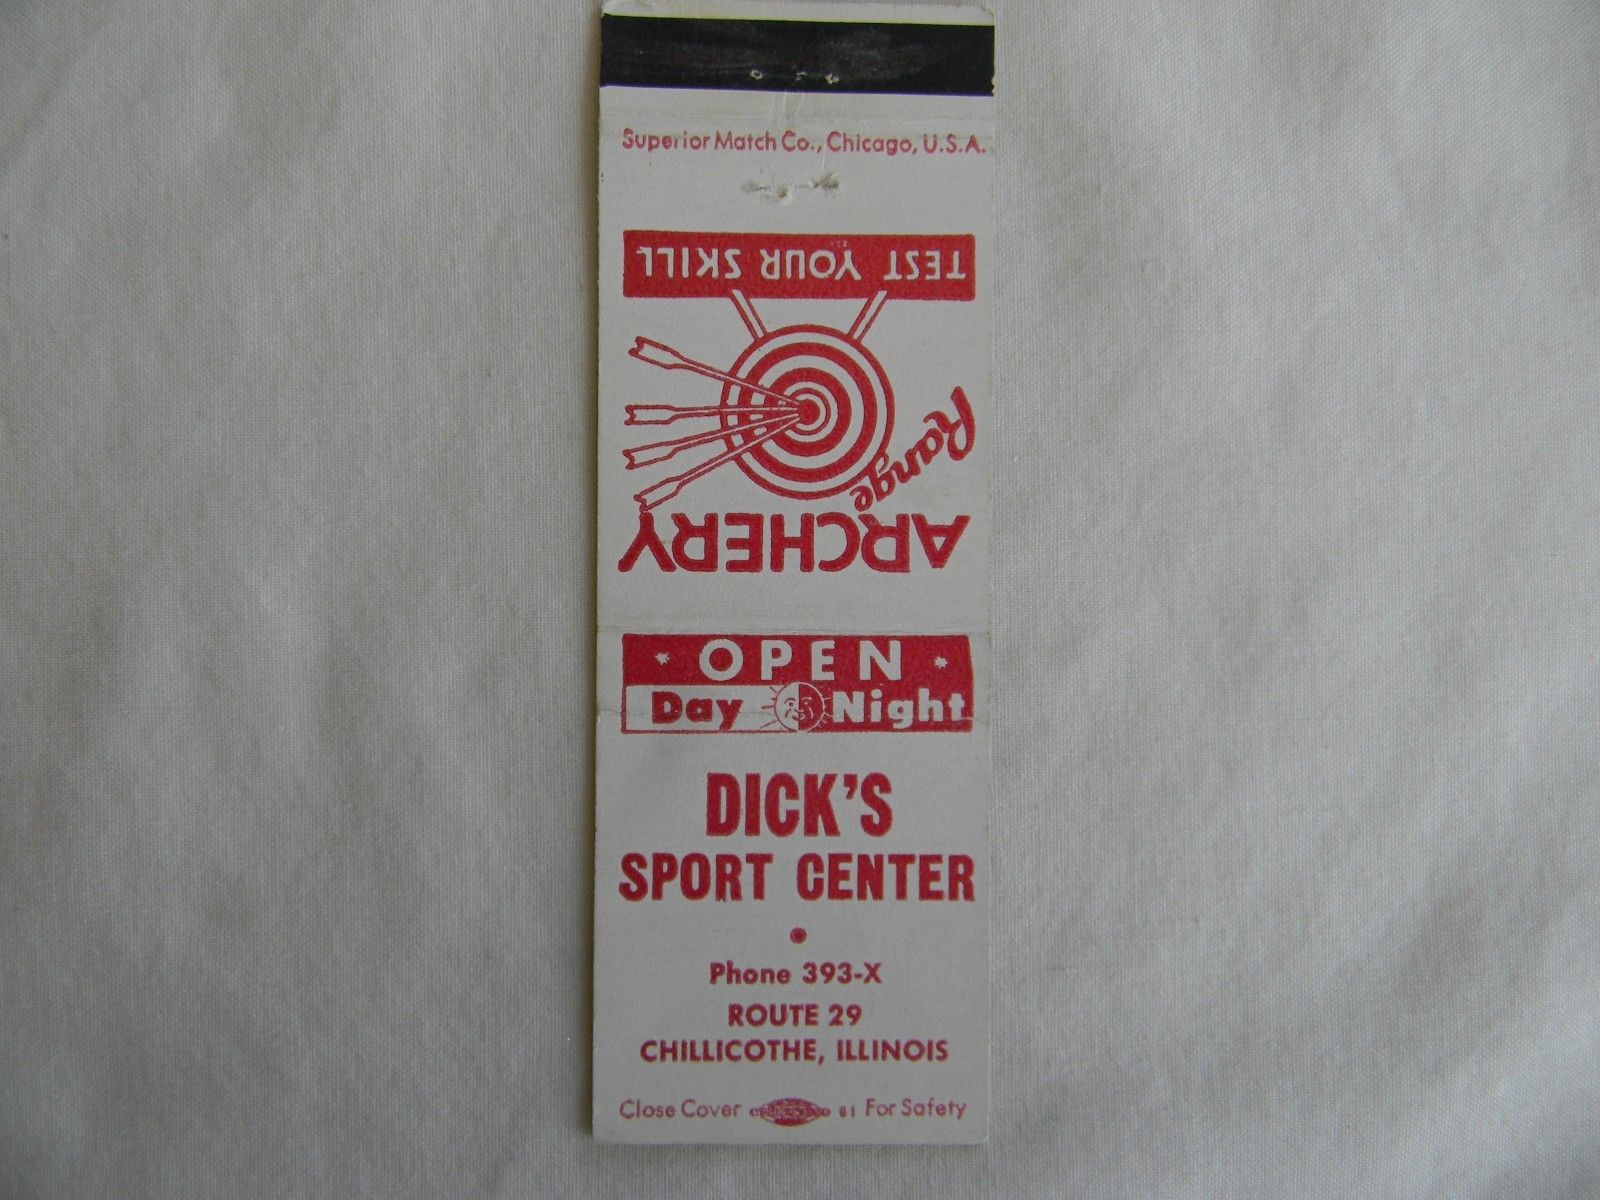 Superior Match Co., Chicago, U.S.A.
ARCHERY
Range
TEST YOUR SKILL
OPEN
Day Night
DICK'S
SPORT CENTER
Phone 393-X
ROUTE 29
CHILLICOTHE, ILLINOIS
Close Cover 61 For Safety